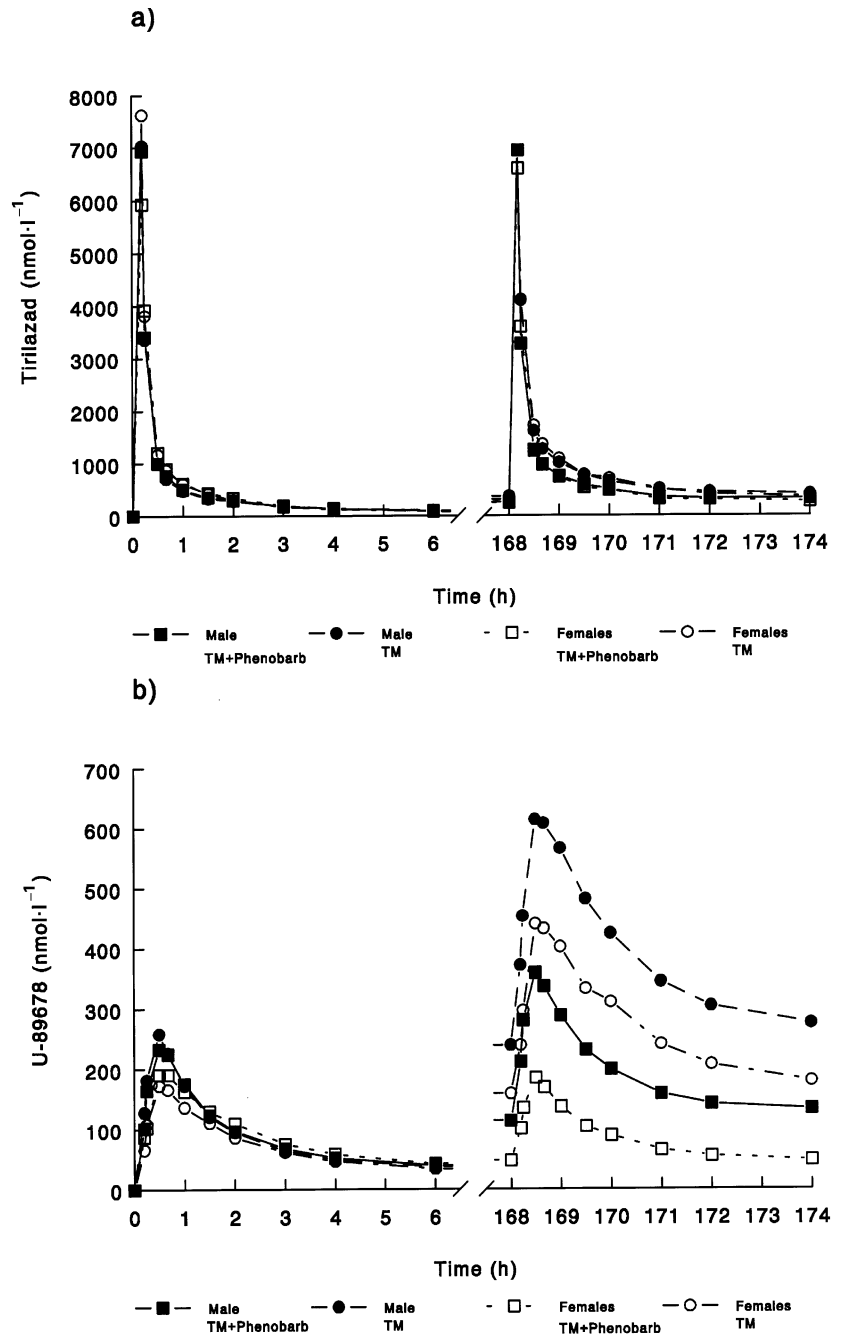 a)
Tirilazad (nmol·l⁻¹)
8000
7000
6000
5000
4000
3000
2000
1000
0
0 1 2 3 4 5 6 168 169 170 171 172 173 174
Time (h)
Male Male Females Females
TM+Phenobarb TM TM+Phenobarb TM
b)
U-89678 (nmol·l⁻¹)
700
600
500
400
300
200
100
0
0 1 2 3 4 5 6 168 169 170 171 172 173 174
Time (h)
Male Male Females Females
TM+Phenobarb TM TM+Phenobarb TM